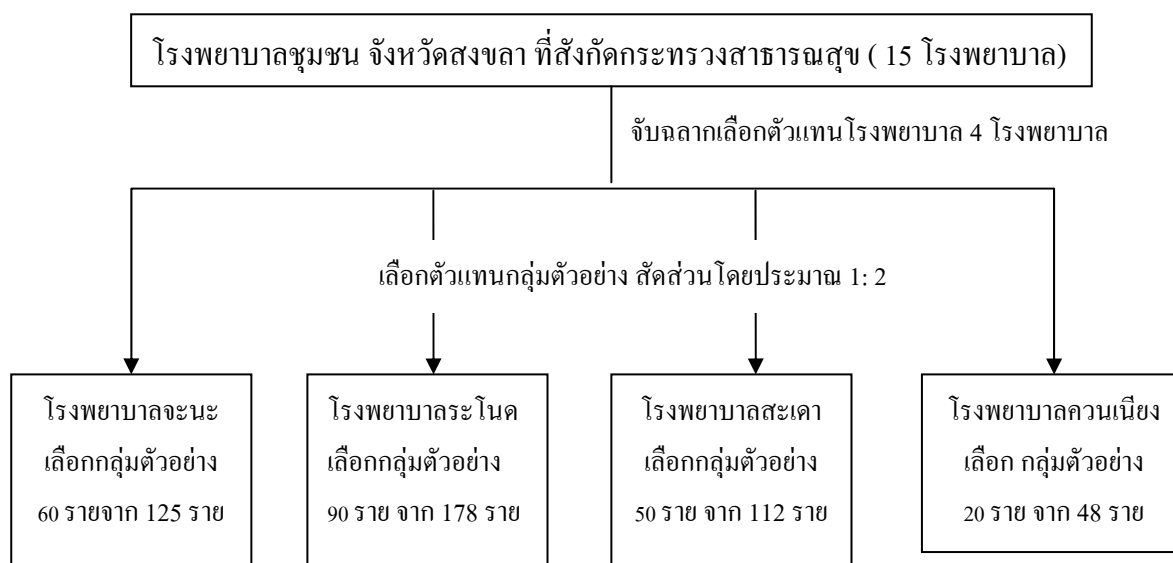 โรงพยาบาลชุมชน จังหวัดสงขลา ที่สังกัดกระทรวงสาธารณสุข ( 15 โรงพยาบาล)
จับฉลากเลือกตัวแทนโรงพยาบาล 4 โรงพยาบาล
เลือกตัวแทนกลุ่มตัวอย่าง สัดส่วนโดยประมาณ 1: 2
โรงพยาบาลจะนะ
เลือกกลุ่มตัวอย่าง
60 รายจาก 125 ราย
โรงพยาบาลระโนด
เลือกกลุ่มตัวอย่าง
90 ราย จาก 178 ราย
โรงพยาบาลสะเดา
เลือกกลุ่มตัวอย่าง
50 ราย จาก 112 ราย
โรงพยาบาลควนเนียง
เลือก กลุ่มตัวอย่าง
20 ราย จาก 48 ราย